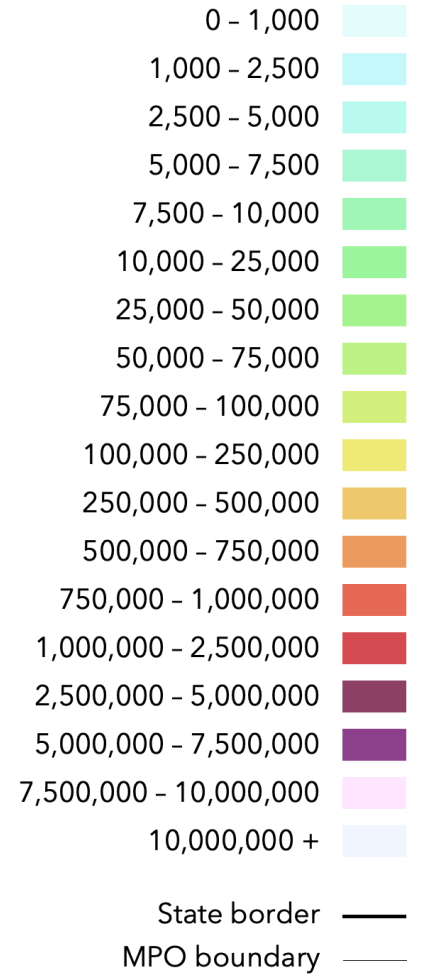 0 – 1,000
1,000 – 2,500
2,500 – 5,000
5,000 – 7,500
7,500 – 10,000
10,000 – 25,000
25,000 – 50,000
50,000 – 75,000
75,000 – 100,000
100,000 – 250,000
250,000 – 500,000
500,000 – 750,000
750,000 – 1,000,000
1,000,000 – 2,500,000
2,500,000 – 5,000,000
5,000,000 – 7,500,000
7,500,000 – 10,000,000
10,000,000 +
State border
MPO boundary